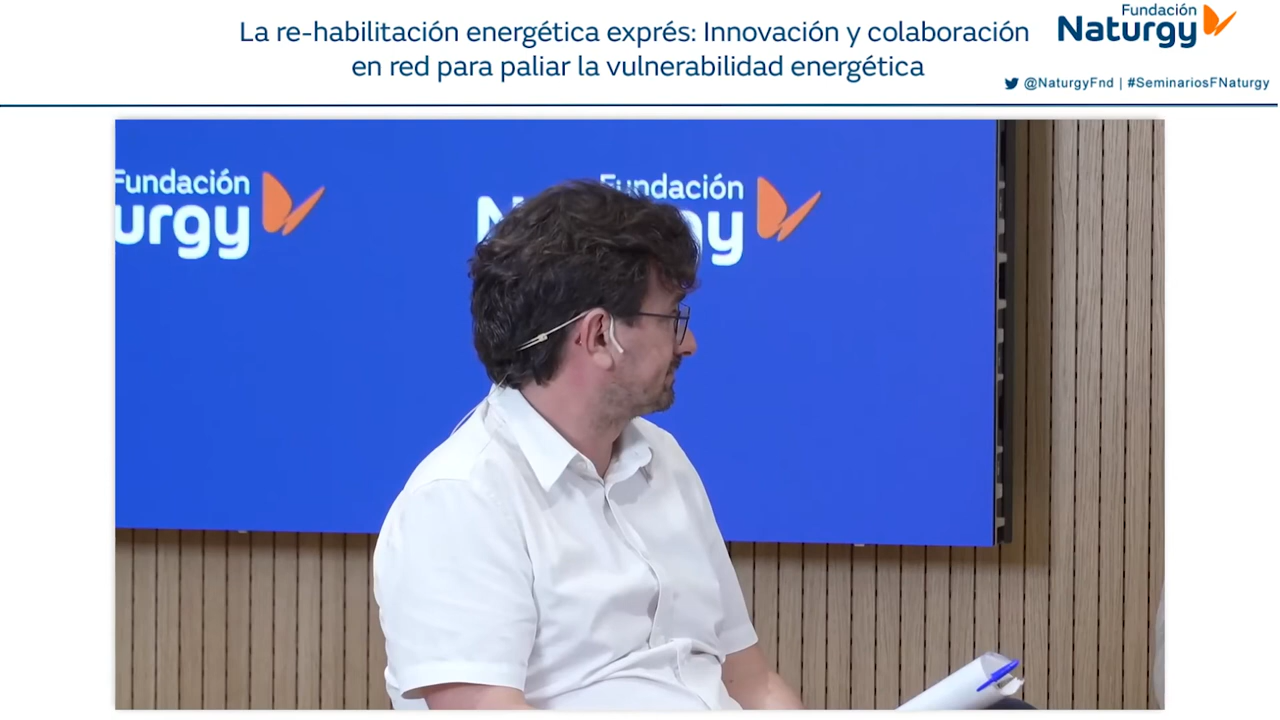 La re-habilitación energética exprés: Innovación y colaboración
en red para paliar la vulnerabilidad energética
Fundación
Naturgy
@NaturgyFnd | #SeminariosFNaturgy
Fundación
urgy
Fundación
N gy